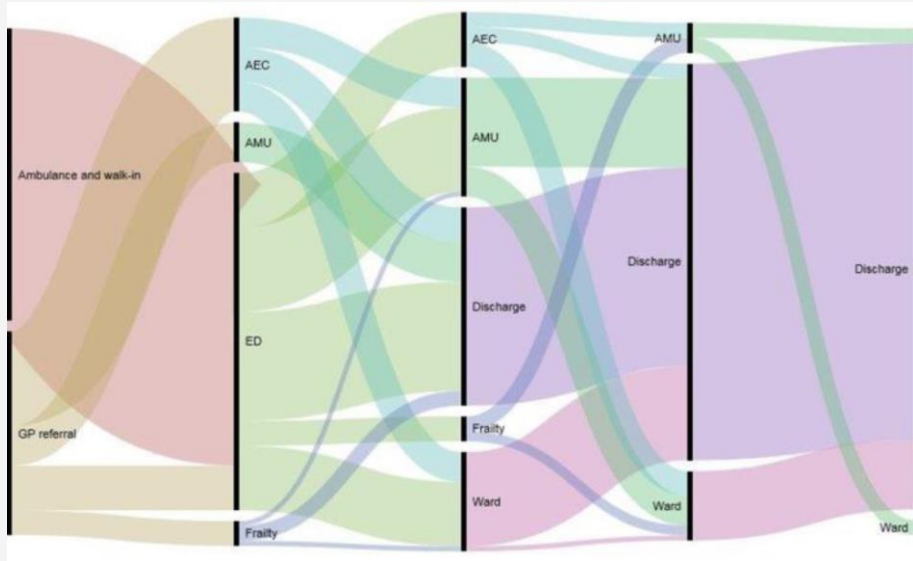 Ambulance and walk-in
GP referral
AEC
AMU
ED
Frailty
AEC
AMU
Discharge
Frailty
Ward
AMU
Discharge
Ward
Discharge
Ward